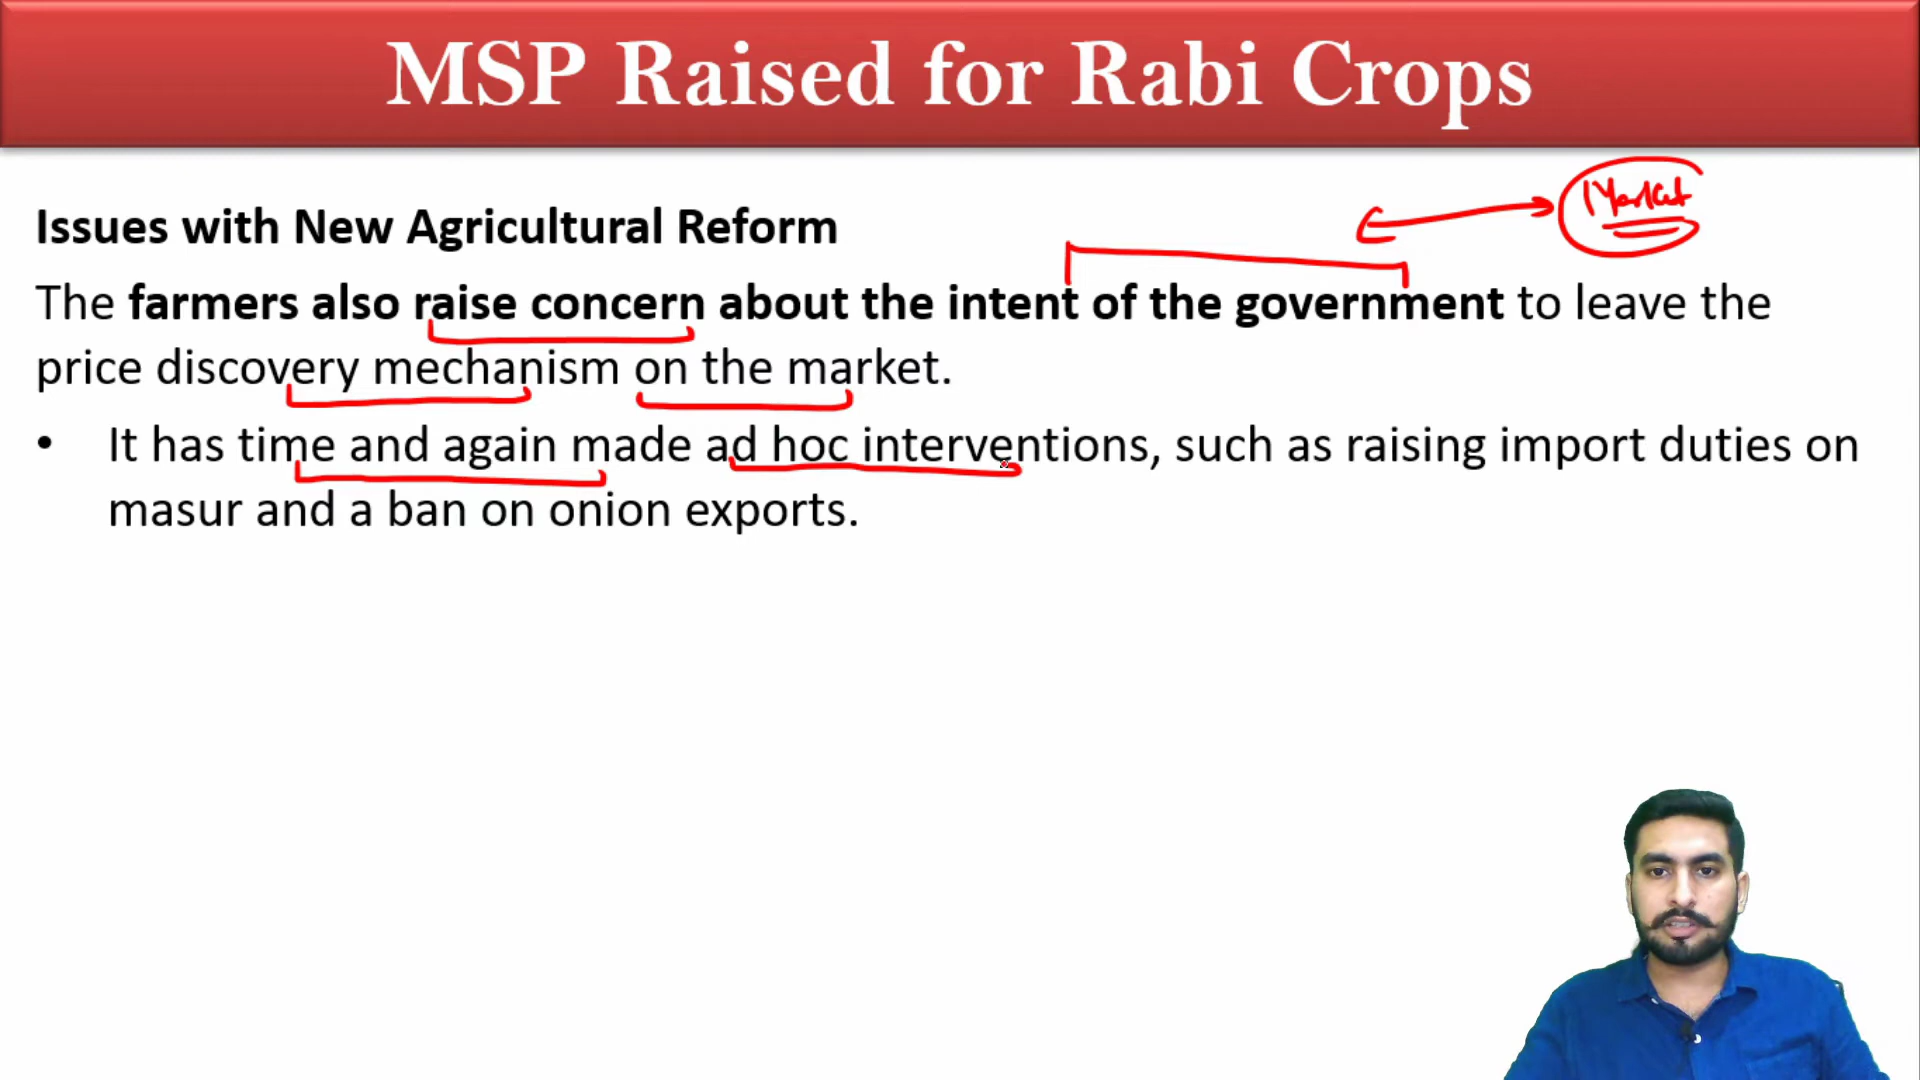 MSP Raised for Rabi Crops
Market
Issues with New Agricultural Reform
The farmers also raise concern about the intent of the government to leave the
price discovery mechanism on the market.
• It has time and again made ad hoc interventions, such as raising import duties on
masur and a ban on onion exports.